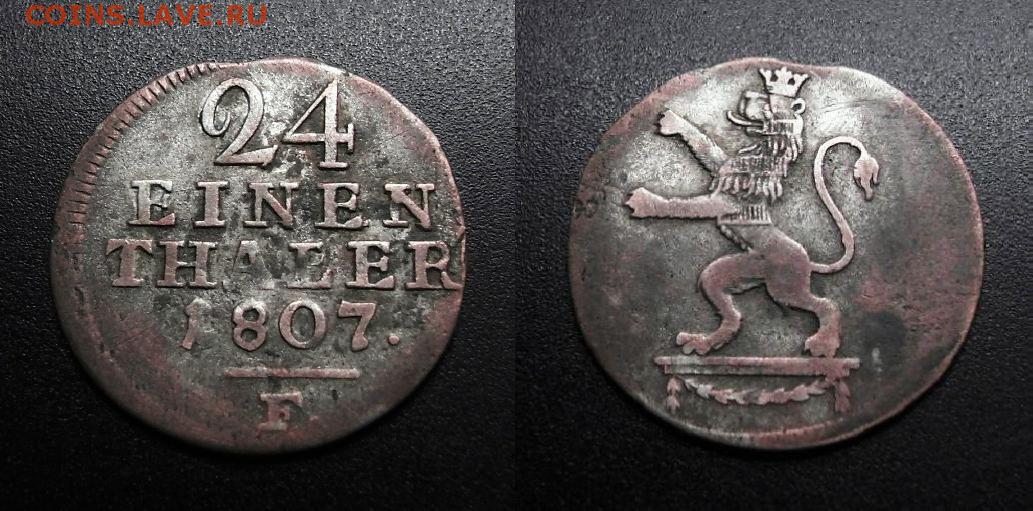 COINS.LAVE.RU
24
EINEN
THALER
1807.
F.